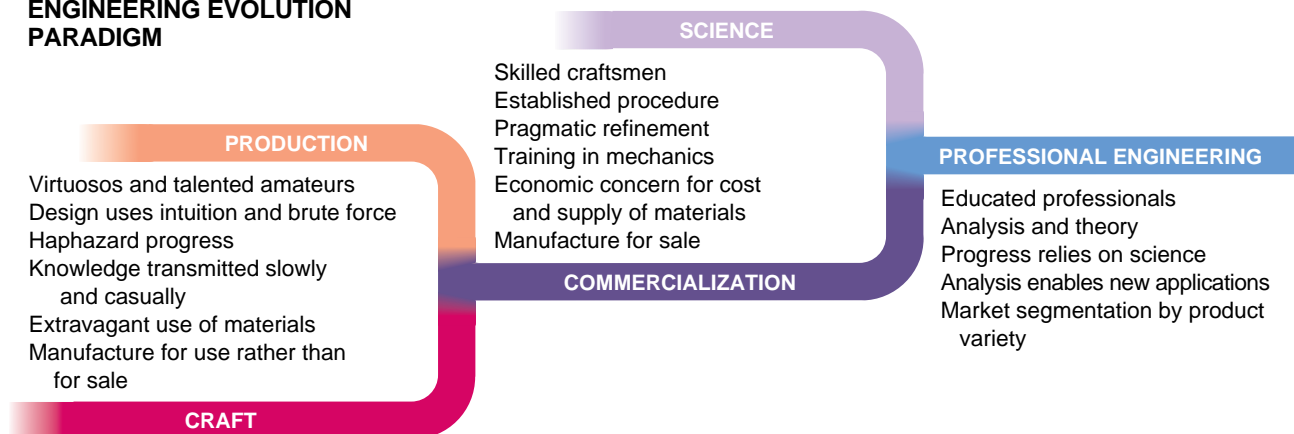 ENGINEERING EVOLUTION
PARADIGM
PRODUCTION
Virtuosos and talented amateurs
Design uses intuition and brute force
Haphazard progress
Knowledge transmitted slowly
and casually
Extravagant use of materials
Manufacture for use rather than
for sale
CRAFT
SCIENCE
Skilled craftsmen
Established procedure
Pragmatic refinement
Training in mechanics
Economic concern for cost
and supply of materials
Manufacture for sale
COMMERCIALIZATION
PROFESSIONAL ENGINEERING
Educated professionals
Analysis and theory
Progress relies on science
Analysis enables new applications
Market segmentation by product
variety